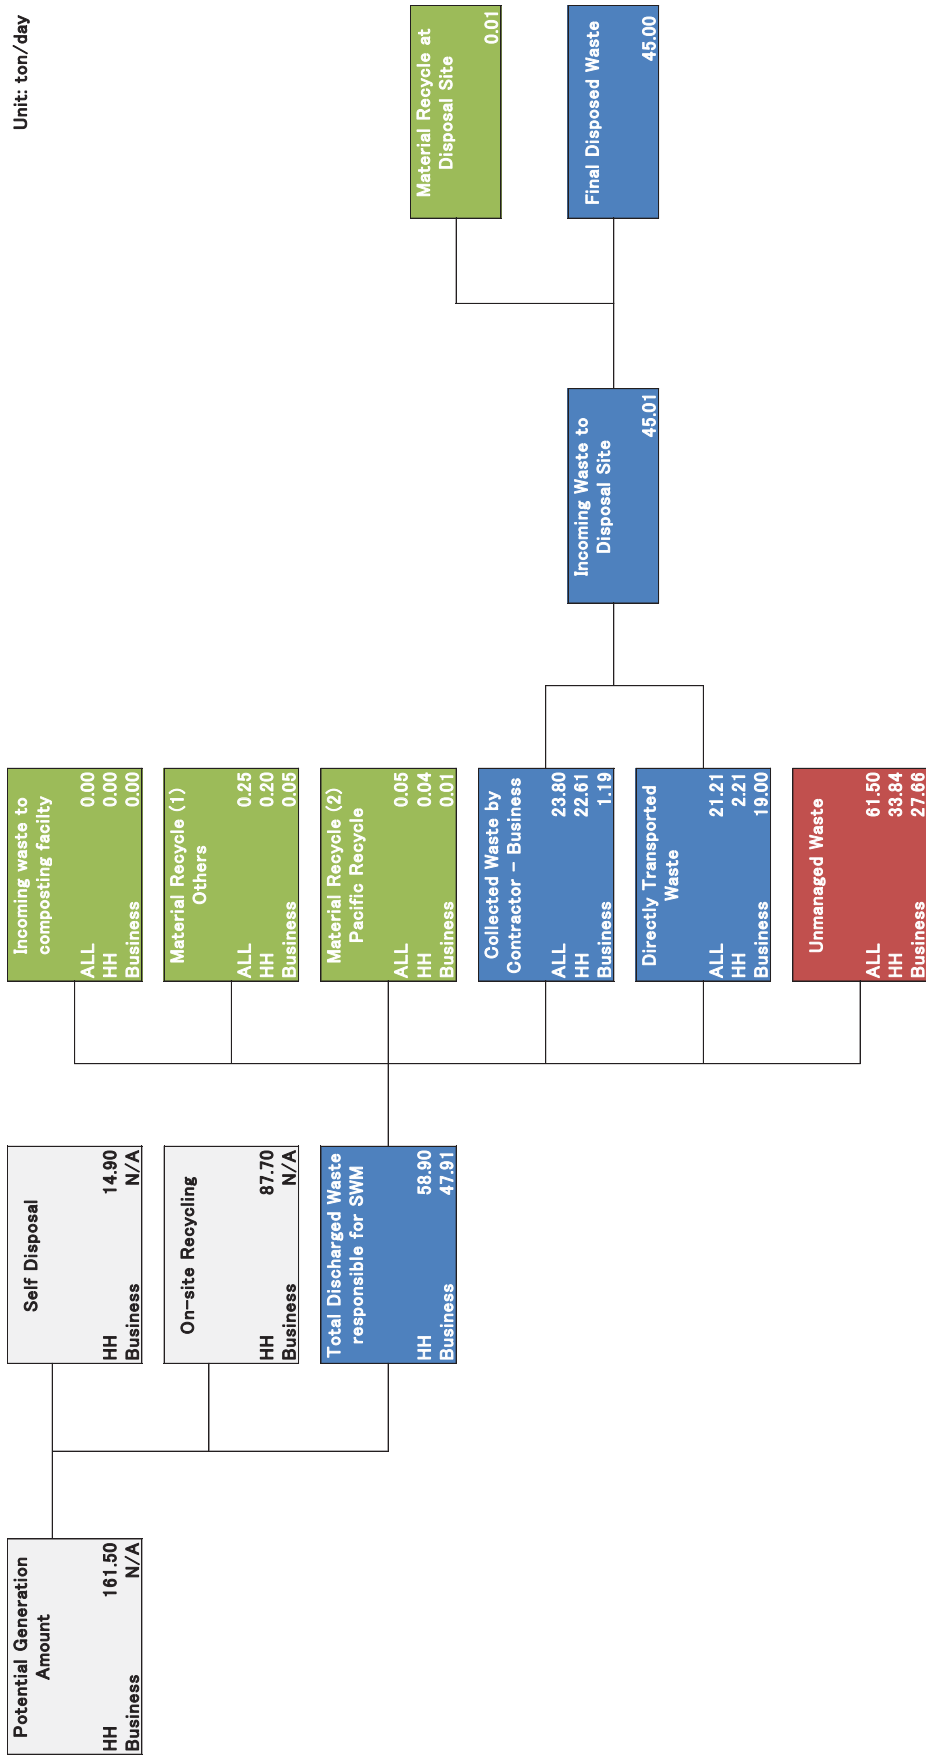 Unit: ton/day
Potential Generation
Amount
HH 161.50
Business N/A
Self Disposal
HH 14.90
Business N/A
On-site Recycling
HH 87.70
Business N/A
Total Discharged Waste
responsible for SWM
HH 58.90
Business 47.91
Incoming waste to
composting facilty
ALL 0.00
HH 0.00
Business 0.00
Material Recycle (1)
Others
ALL 0.25
HH 0.20
Business 0.05
Material Recycle (2)
Pacific Recycle
ALL 0.05
HH 0.04
Business 0.01
Collected Waste by
Contractor - Business
ALL 23.80
HH 22.61
Business 1.19
Directly Transported
Waste
ALL 21.21
HH 2.21
Business 19.00
Unmanaged Waste
ALL 61.50
HH 33.84
Business 27.66
Incoming Waste to
Disposal Site
45.01
Material Recycle at
Disposal Site
0.01
Final Disposed Waste
45.00